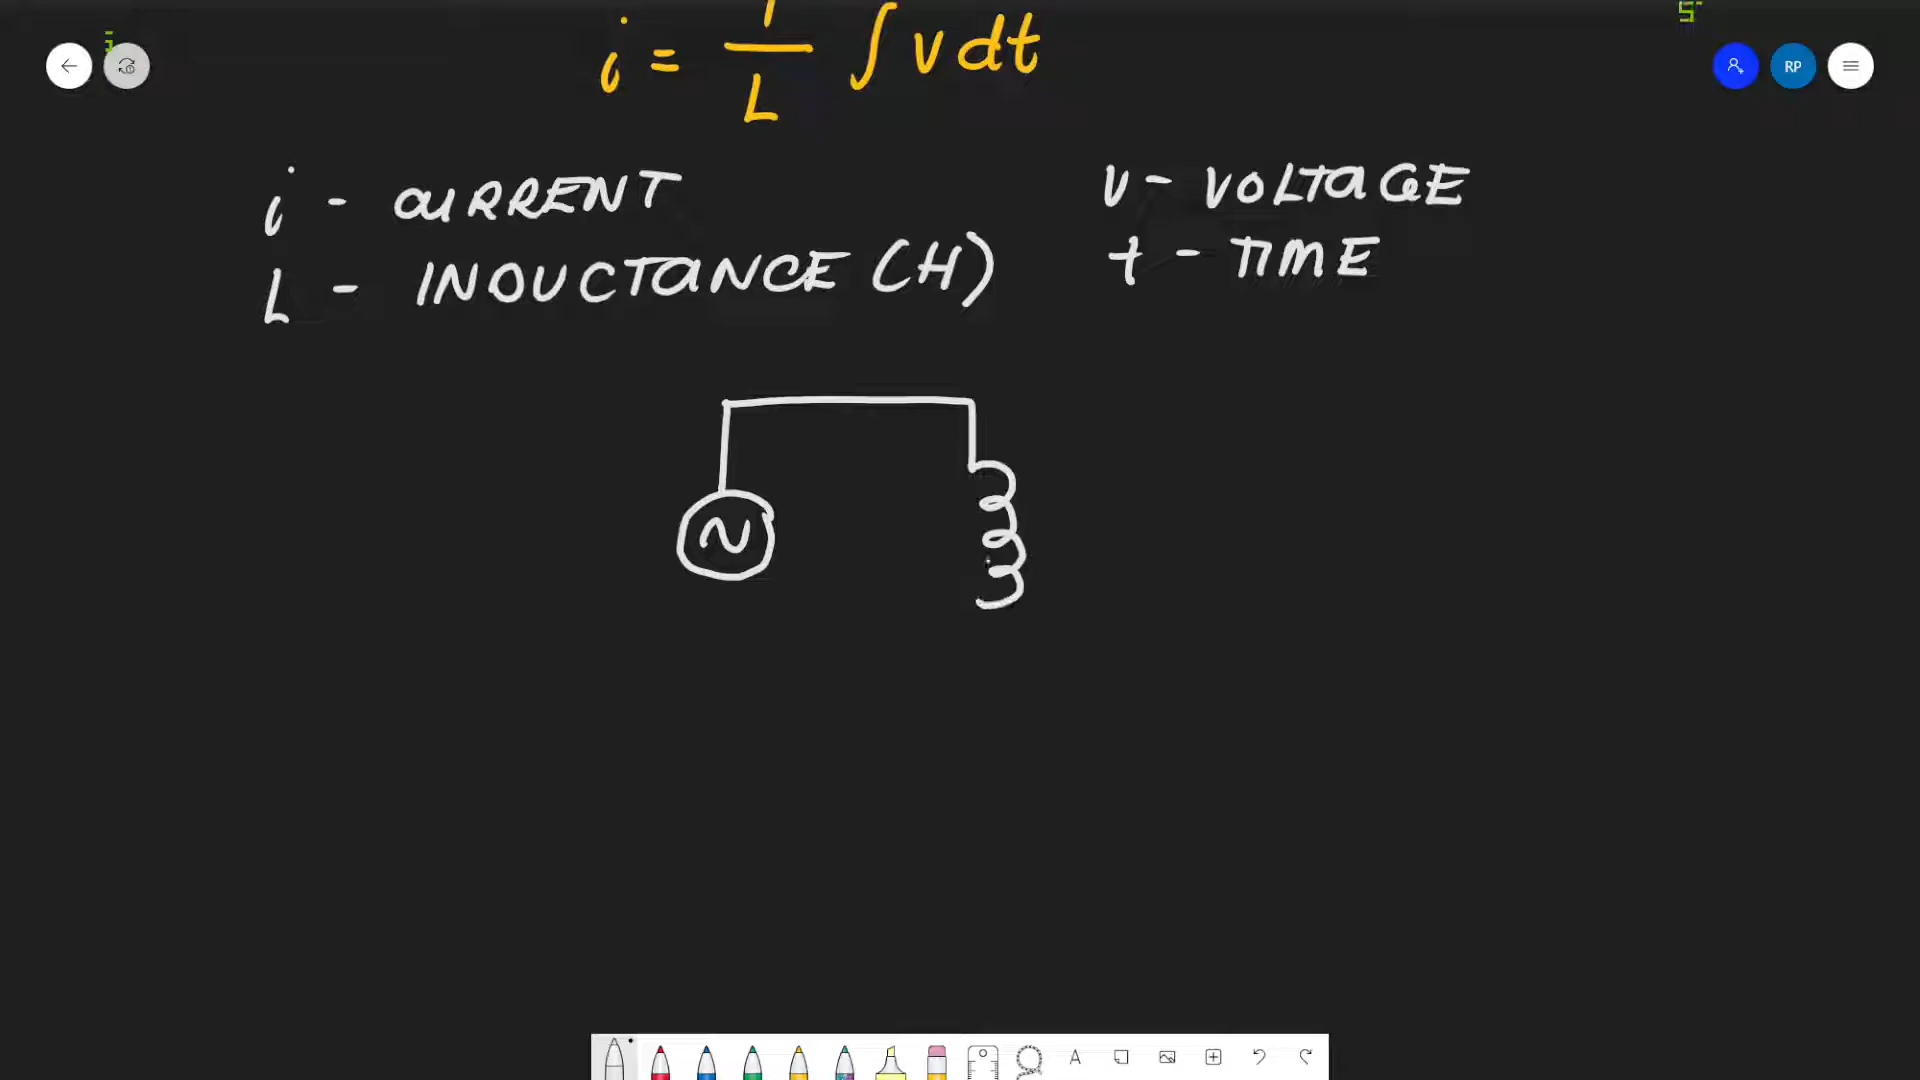 i = 1/L ∫ v dt
i - CURRENT
L - INDUCTANCE (H)
v - VOLTAGE
t - TIME
RP
A